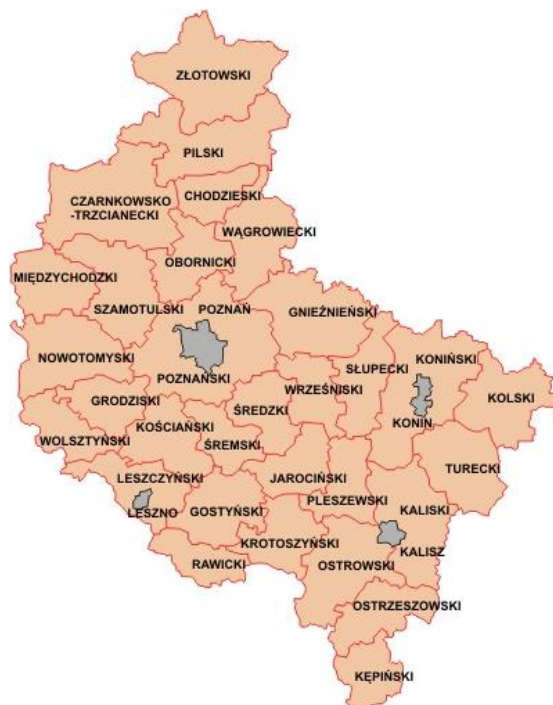 ZŁOTOWSKI
PILSKI
CHODZIESKI
CZARNKOWSKO
-TRZCIANECKI
WĄGROWIECKI
OBORNICKI
MIĘDZYCHODZKI
SZAMOTULSKI
POZNAŃ
GNIEŹNIEŃSKI
NOWOTOMYSKI
SŁUPECKI
KONIŃSKI
POZNAŃSKI
WRZEŚNISKI
KOLSKI
GRODZISKI
ŚREDZKI
KONIN
WOLSZTYŃSKI
KOŚCIAŃSKI
ŚREMSKI
TURECKI
LESZCZYŃSKI
JAROCIŃSKI
PLESZEWSKI
KALISKI
LESZNO
GOSTYŃSKI
KROTOSZYŃSKI
KALISZ
RAWICKI
OSTROWSKI
OSTRZESZOWSKI
KĘPIŃSKI